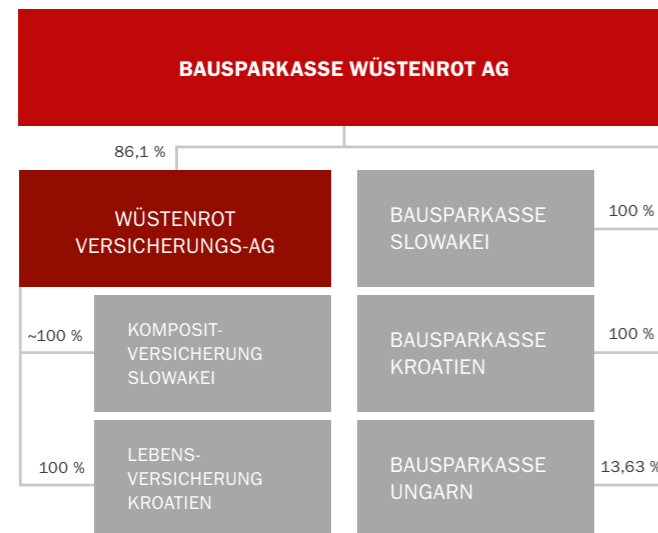 BAUSPARKASSE WÜSTENROT AG
86,1 %
WÜSTENROT
VERSICHERUNGS-AG
~100 %
KOMPOSIT-
VERSICHERUNG
SLOWAKEI
100 %
LEBENS-
VERSICHERUNG
KROATIEN
BAUSPARKASSE
SLOWAKEI
100 %
BAUSPARKASSE
KROATIEN
100 %
BAUSPARKASSE
UNGARN
13,63 %